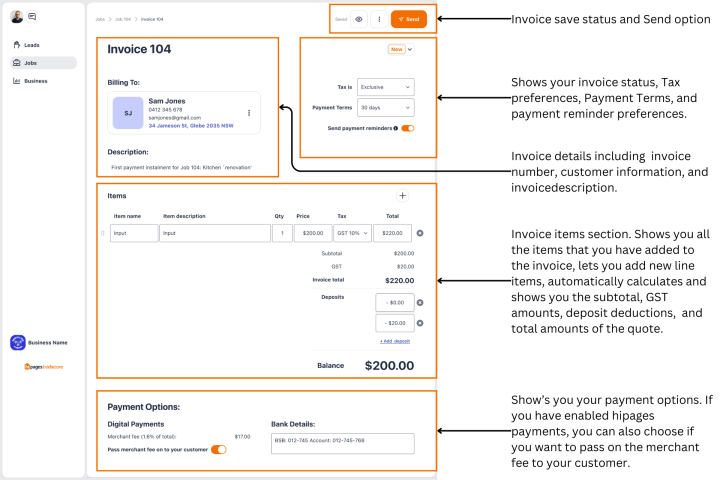 Jobs > Job 104 > Invoice 104
Saved
Send
Leads
Jobs
Business
Business Name
hipages tradiecore
Invoice 104
Billing To:
SJ
Sam Jones
0412 345 678
samjones@gmail.com
34 Jameson St, Glebe 2035 NSW
Description:
First payment instalment for Job 104: Kitchen `renovation'
New
Tax is Exclusive
Payment Terms 30 days
Send payment reminders
Items
Item name Item description Qty Price Tax Total
Input Input 1 $200.00 GST 10% $220.00
Subtotal $200.00
GST $20.00
Invoice total $220.00
Deposits - $0.00
- $20.00
+ Add deposit
Balance $200.00
Payment Options:
Digital Payments
Merchant fee (1.6% of total): $17.00
Pass merchant fee on to your customer
Bank Details:
BSB: 012-745 Account: 012-745-768
Invoice save status and Send option
Shows your invoice status, Tax
preferences, Payment Terms, and
payment reminder preferences.
Invoice details including invoice
number, customer information, and
invoicedescription.
Invoice items section. Shows you all
the items that you have added to
the invoice, lets you add new line
items, automatically calculates and
shows you the subtotal, GST
amounts, deposit deductions, and
total amounts of the quote.
Show's you your payment options. If
you have enabled hipages
payments, you can also choose if
you want to pass on the merchant
fee to your customer.